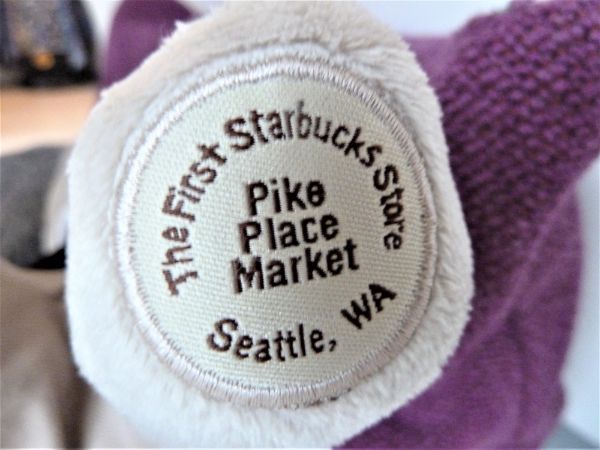 The First Starbucks Store
Pike
Place
Market
Seattle, WA